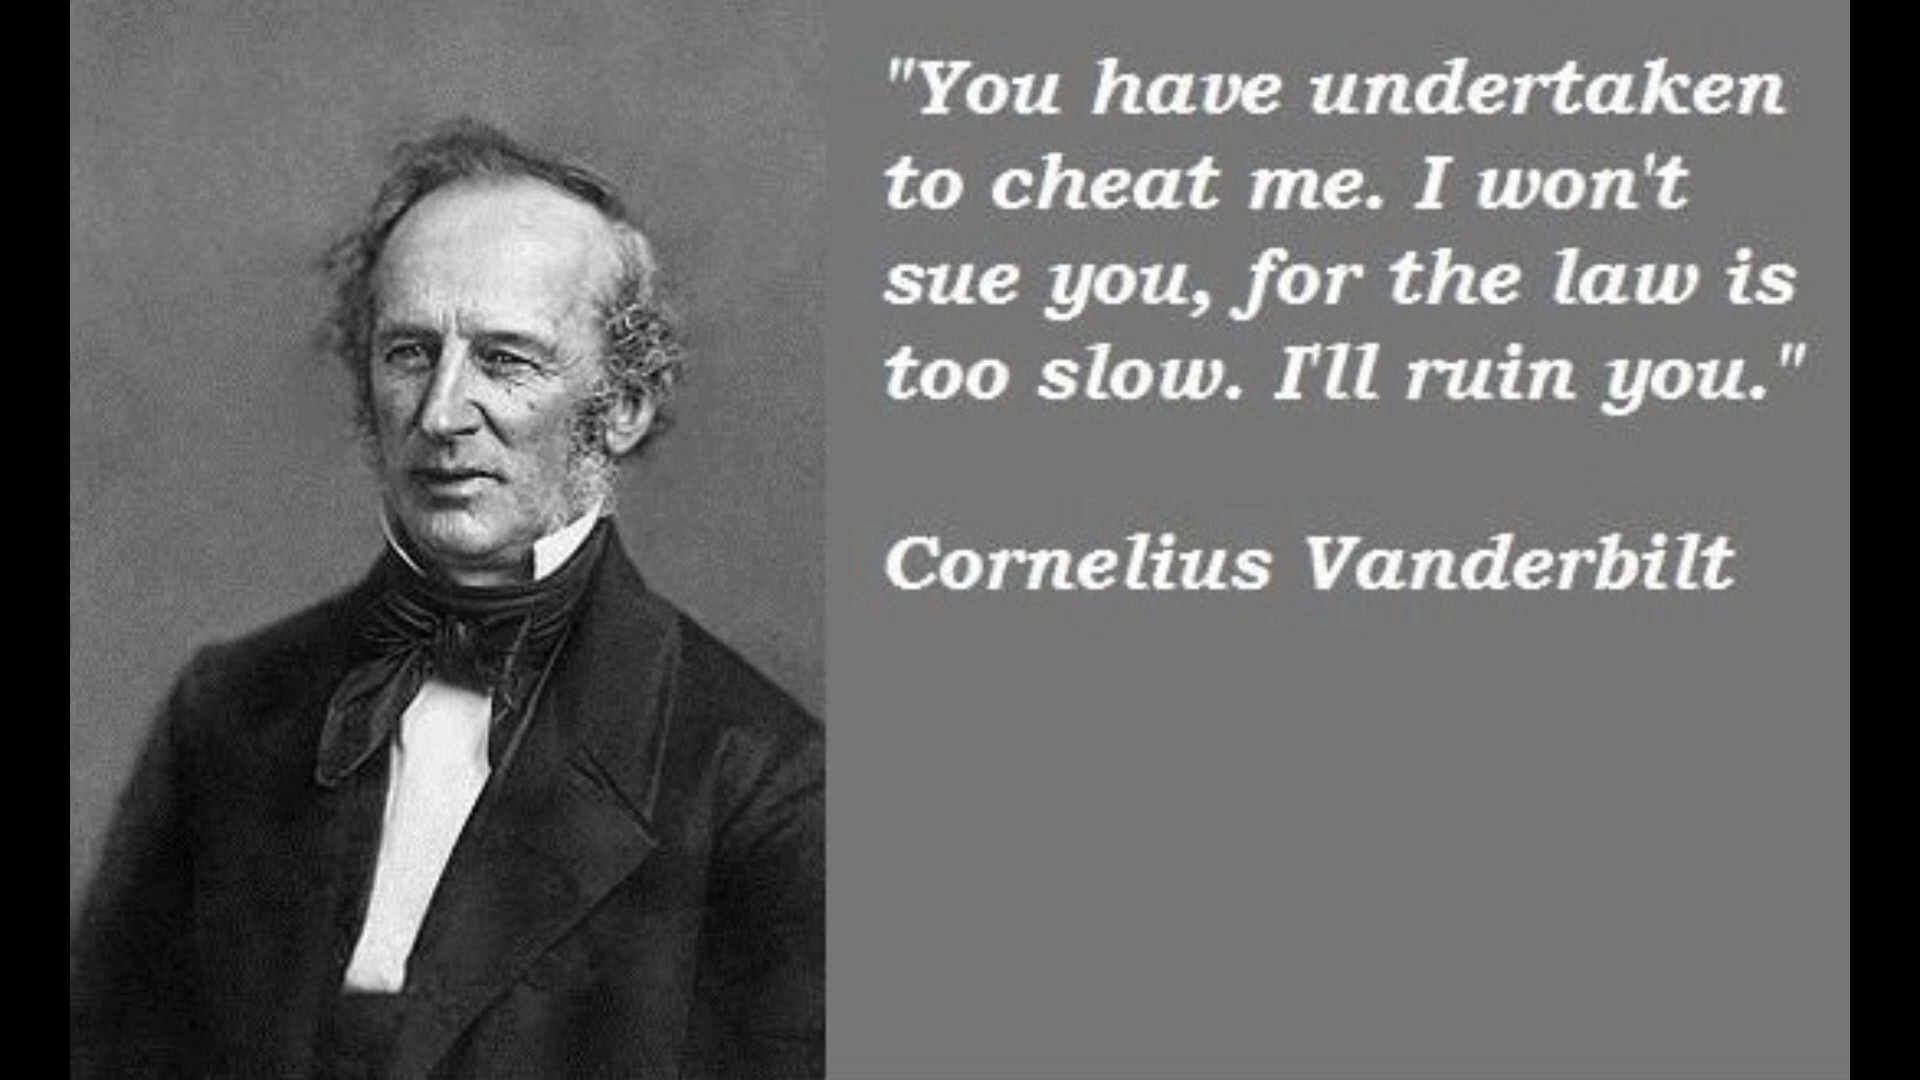 "You have undertaken
to cheat me. I won't
sue you, for the law is
too slow. I'll ruin you."
Cornelius Vanderbilt